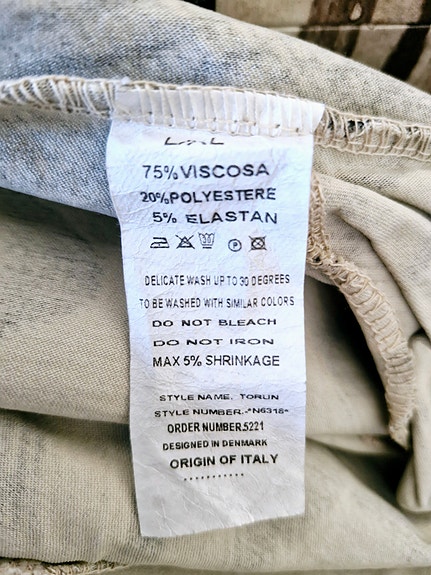 L/XL
75%VISCOSA
20%POLYESTERE
5% ELASTAN
P
DELICATE WASH UP TO 30 DEGREES
TO BE WASHED WITH SIMILAR COLORS
DO NOT BLEACH
DO NOT IRON
MAX 5% SHRINKAGE
STYLE NAME. TORUN
STYLE NUMBER.-*N6318*
ORDER NUMBER.5221
DESIGNED IN DENMARK
ORIGIN OF ITALY